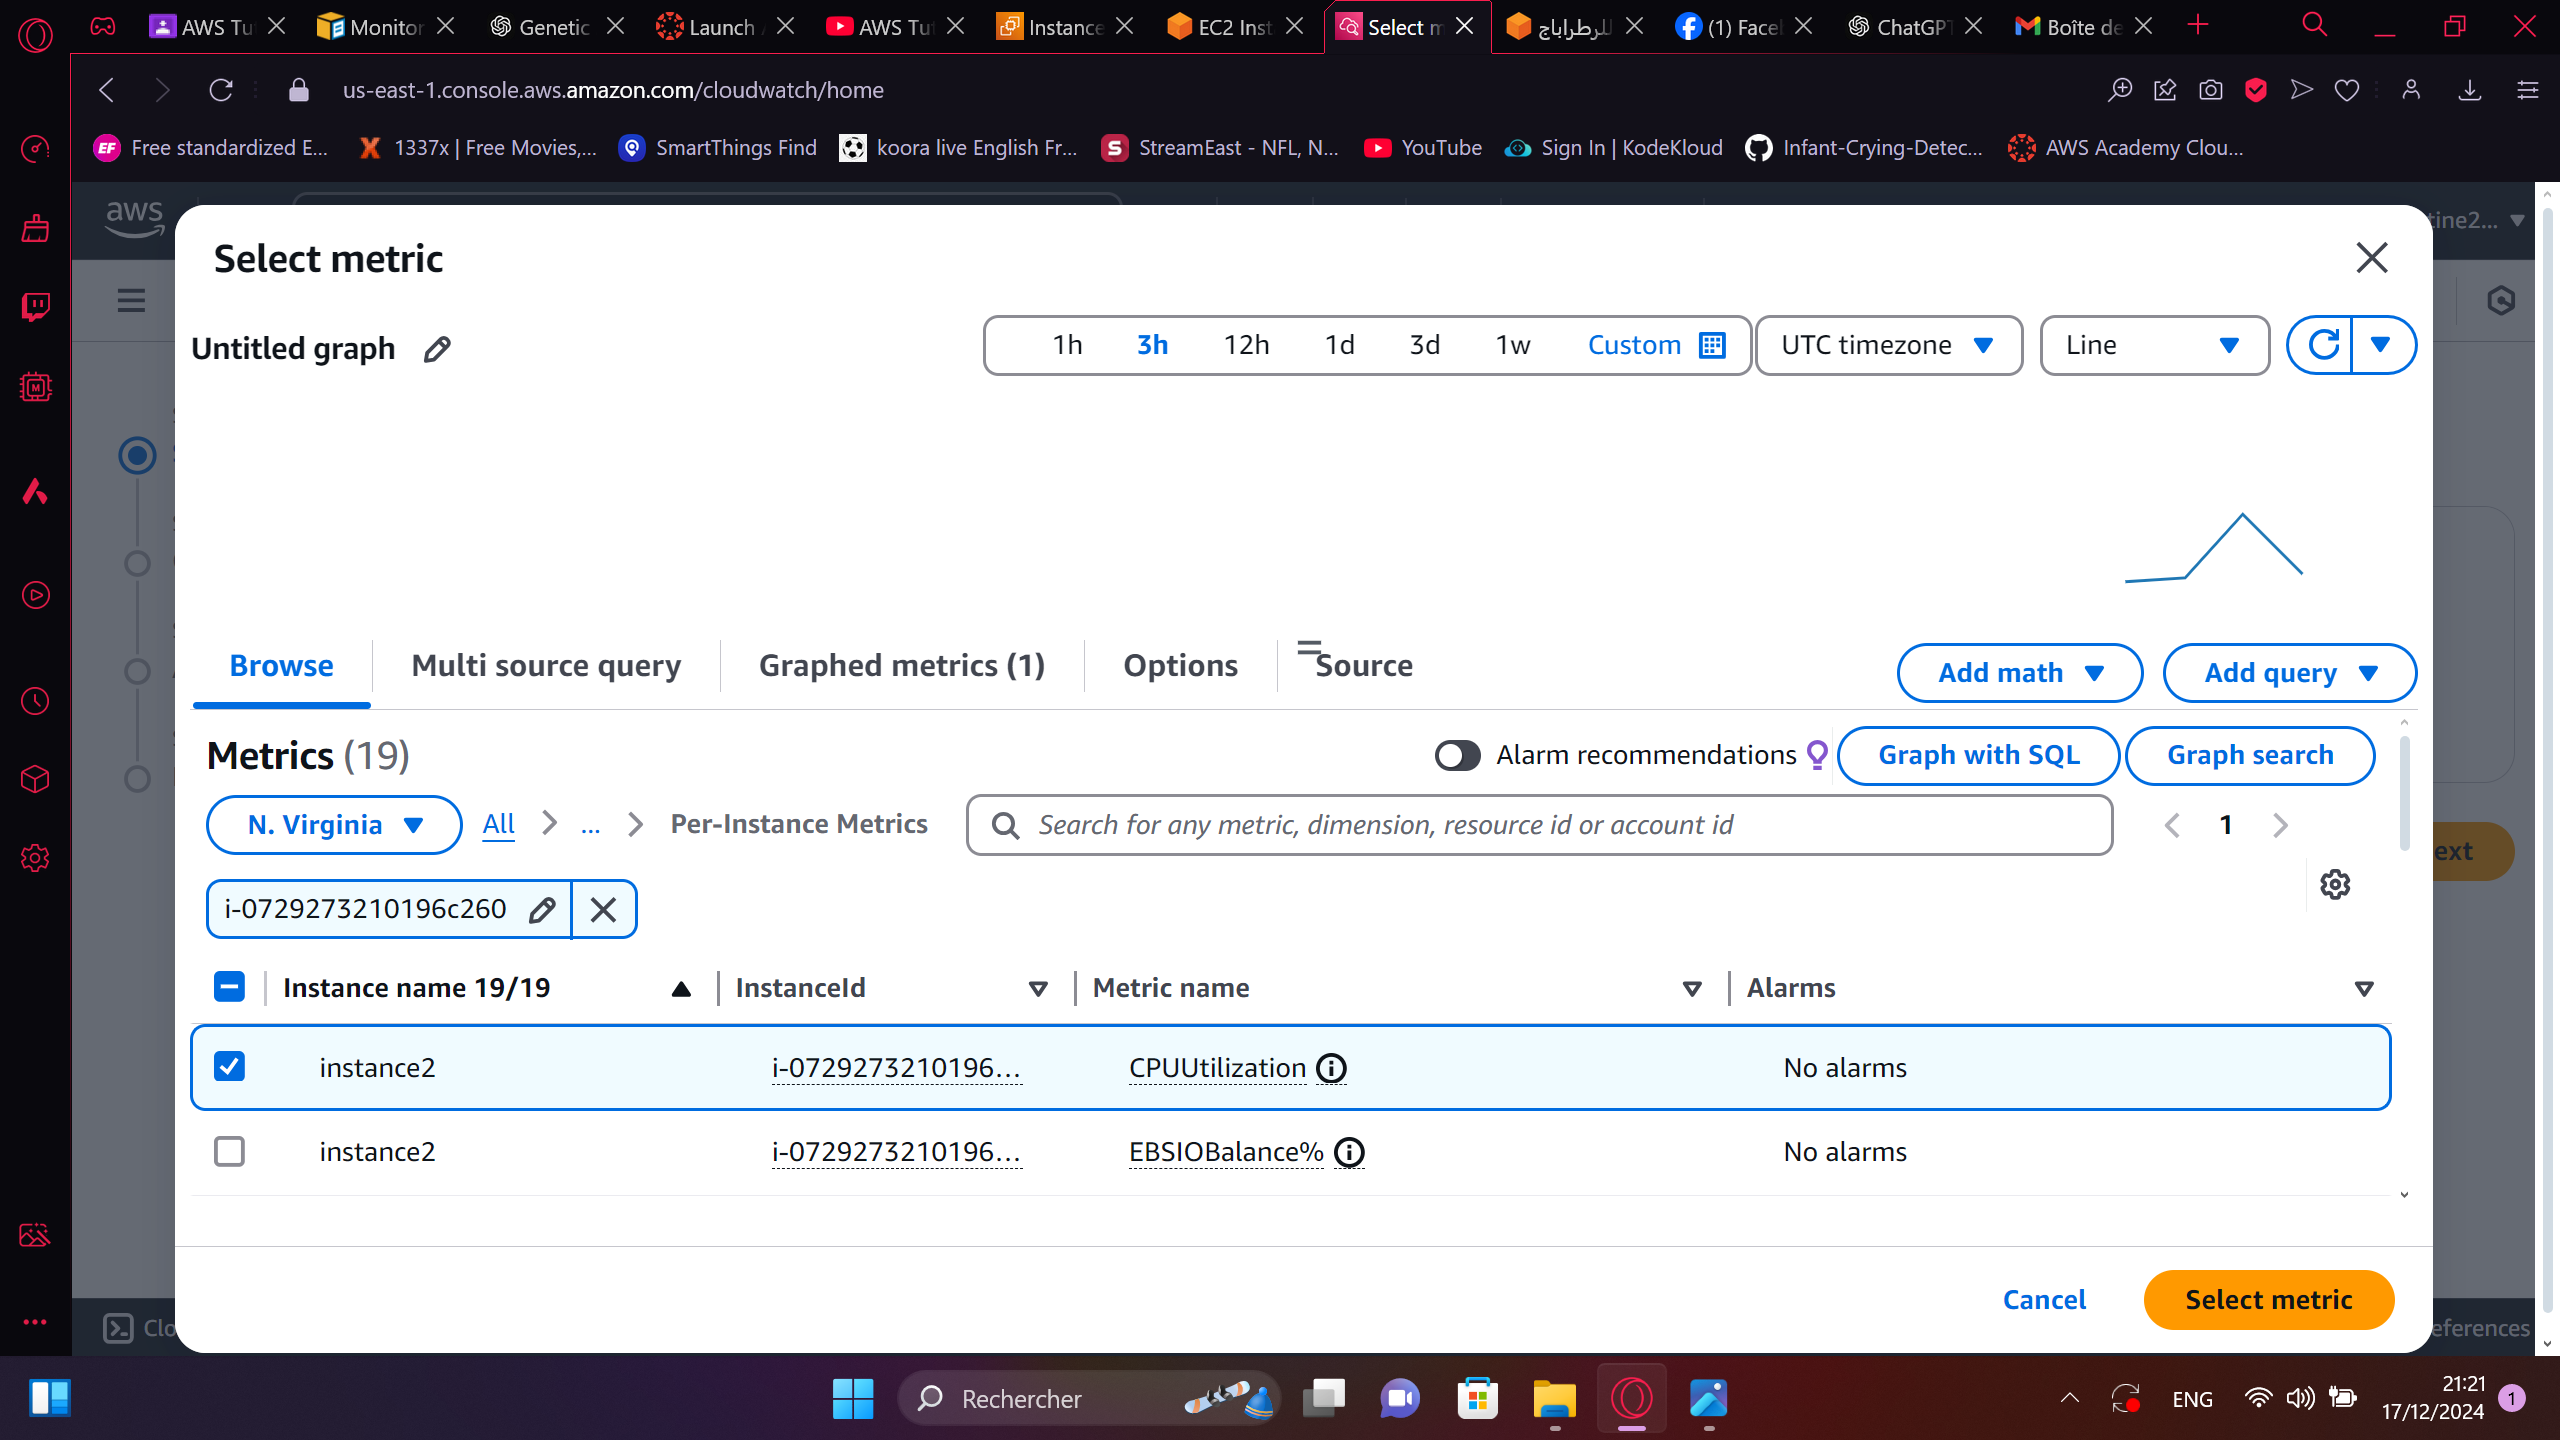 AWS Tu
Monitor
Genetic
Launch
AWS Tu
Instance
EC2 Inst
Select m
للرطراباج
(1) Face
ChatGPT
Boîte de
us-east-1.console.aws.amazon.com/cloudwatch/home
Free standardized E...
1337x | Free Movies,...
SmartThings Find
koora live English Fr...
StreamEast - NFL, N...
YouTube
Sign In | KodeKloud
Infant-Crying-Detec...
AWS Academy Clou...
aws
tine2...
Select metric
Untitled graph
1h 3h 12h 1d 3d 1w Custom
UTC timezone
Line
Browse
Multi source query
Graphed metrics (1)
Options
Source
Add math
Add query
Metrics (19)
Alarm recommendations
Graph with SQL
Graph search
N. Virginia
All
...
Per-Instance Metrics
Search for any metric, dimension, resource id or account id
1
ext
i-0729273210196c260
Instance name 19/19
InstanceId
Metric name
Alarms
instance2 i-0729273210196... CPUUtilization No alarms
instance2 i-0729273210196... EBSIOBalance% No alarms
Cancel
Select metric
Clo
eferences
Rechercher
ENG
21:21
17/12/2024
1